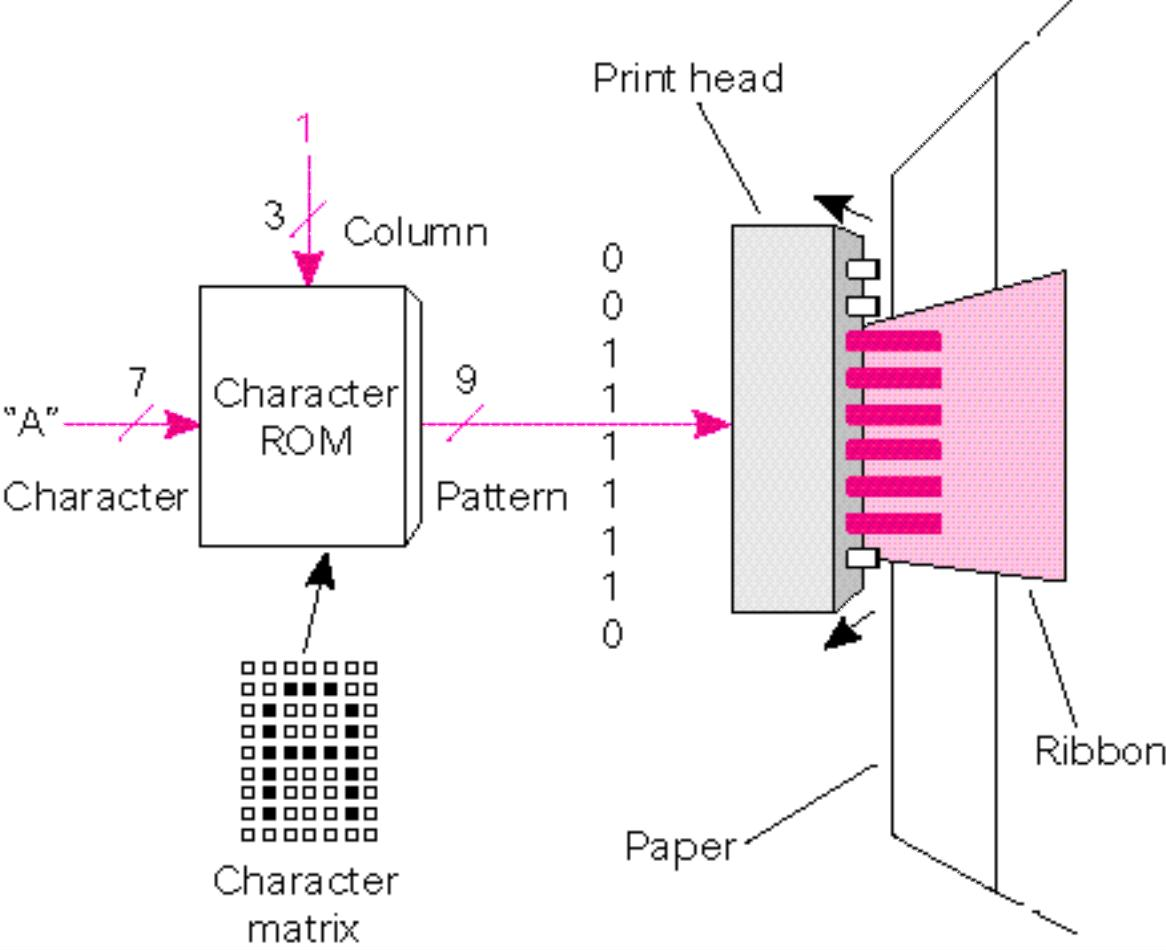 Print head
1
3
Column
0
0
1
1
1
1
1
1
0
7
9
"A"
Character
ROM
Character
Pattern
Ribbon
Paper
Character
matrix